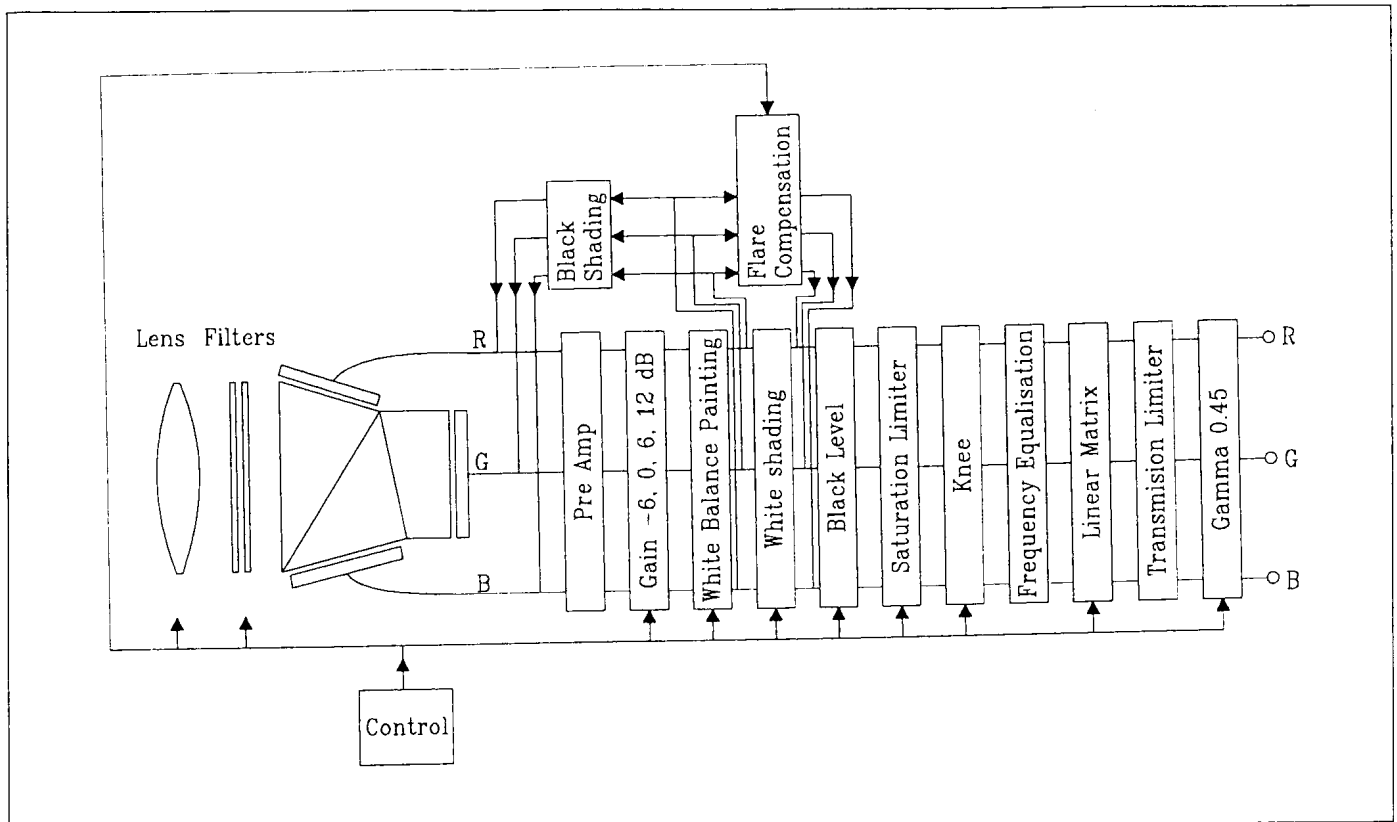 Black
Shading
Flare
Compensation
Lens Filters
R
G
B
Pre Amp
Gain -6, 0, 6, 12 dB
White Balance Painting
White shading
Black Level
Saturation Limiter
Knee
Frequency Equalisation
Linear Matrix
Transmision Limiter
Gamma 0.45
R
G
B
Control